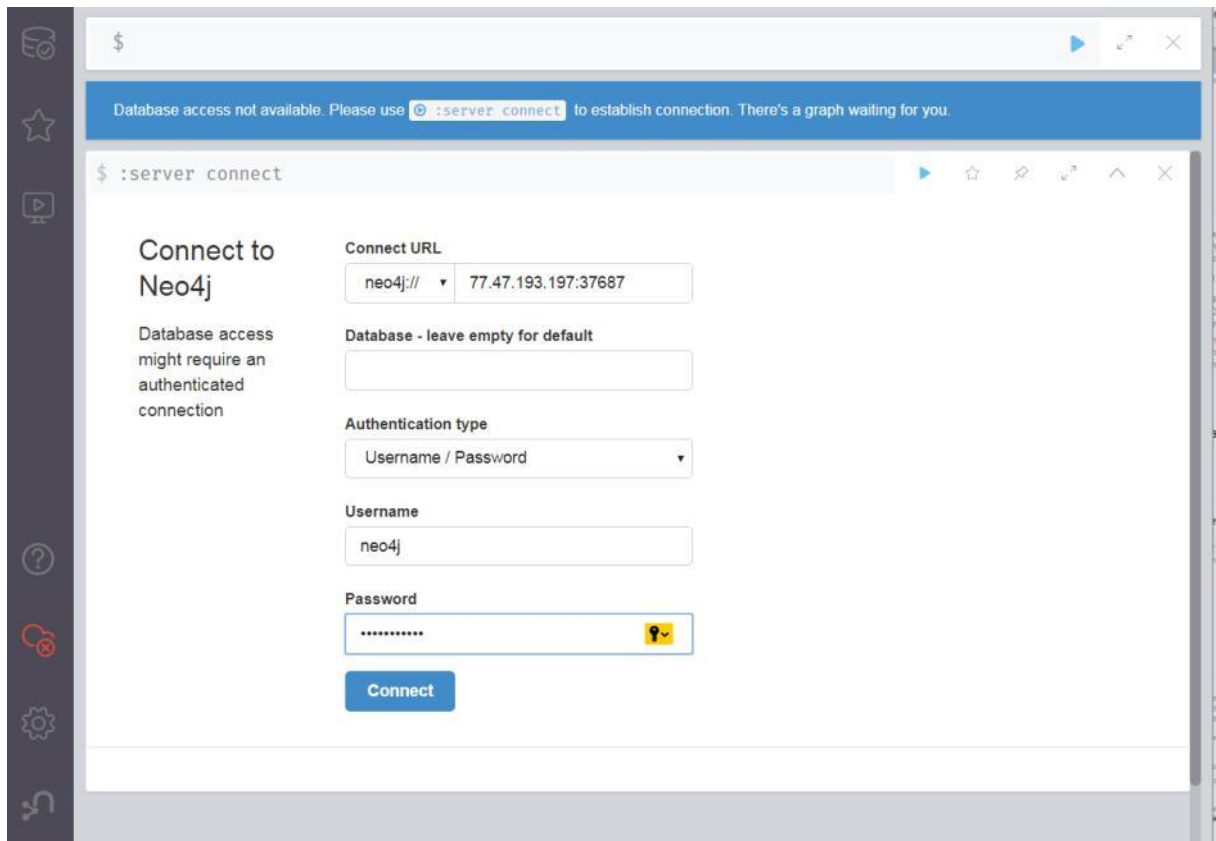 $
Database access not available. Please use :server connect to establish connection. There's a graph waiting for you.
$ :server connect
Connect to
Neo4j
Database access
might require an
authenticated
connection
Connect URL
neo4j:// 77.47.193.197:37687
Database - leave empty for default
Authentication type
Username / Password
Username
neo4j
Password
•••••••••••
Connect